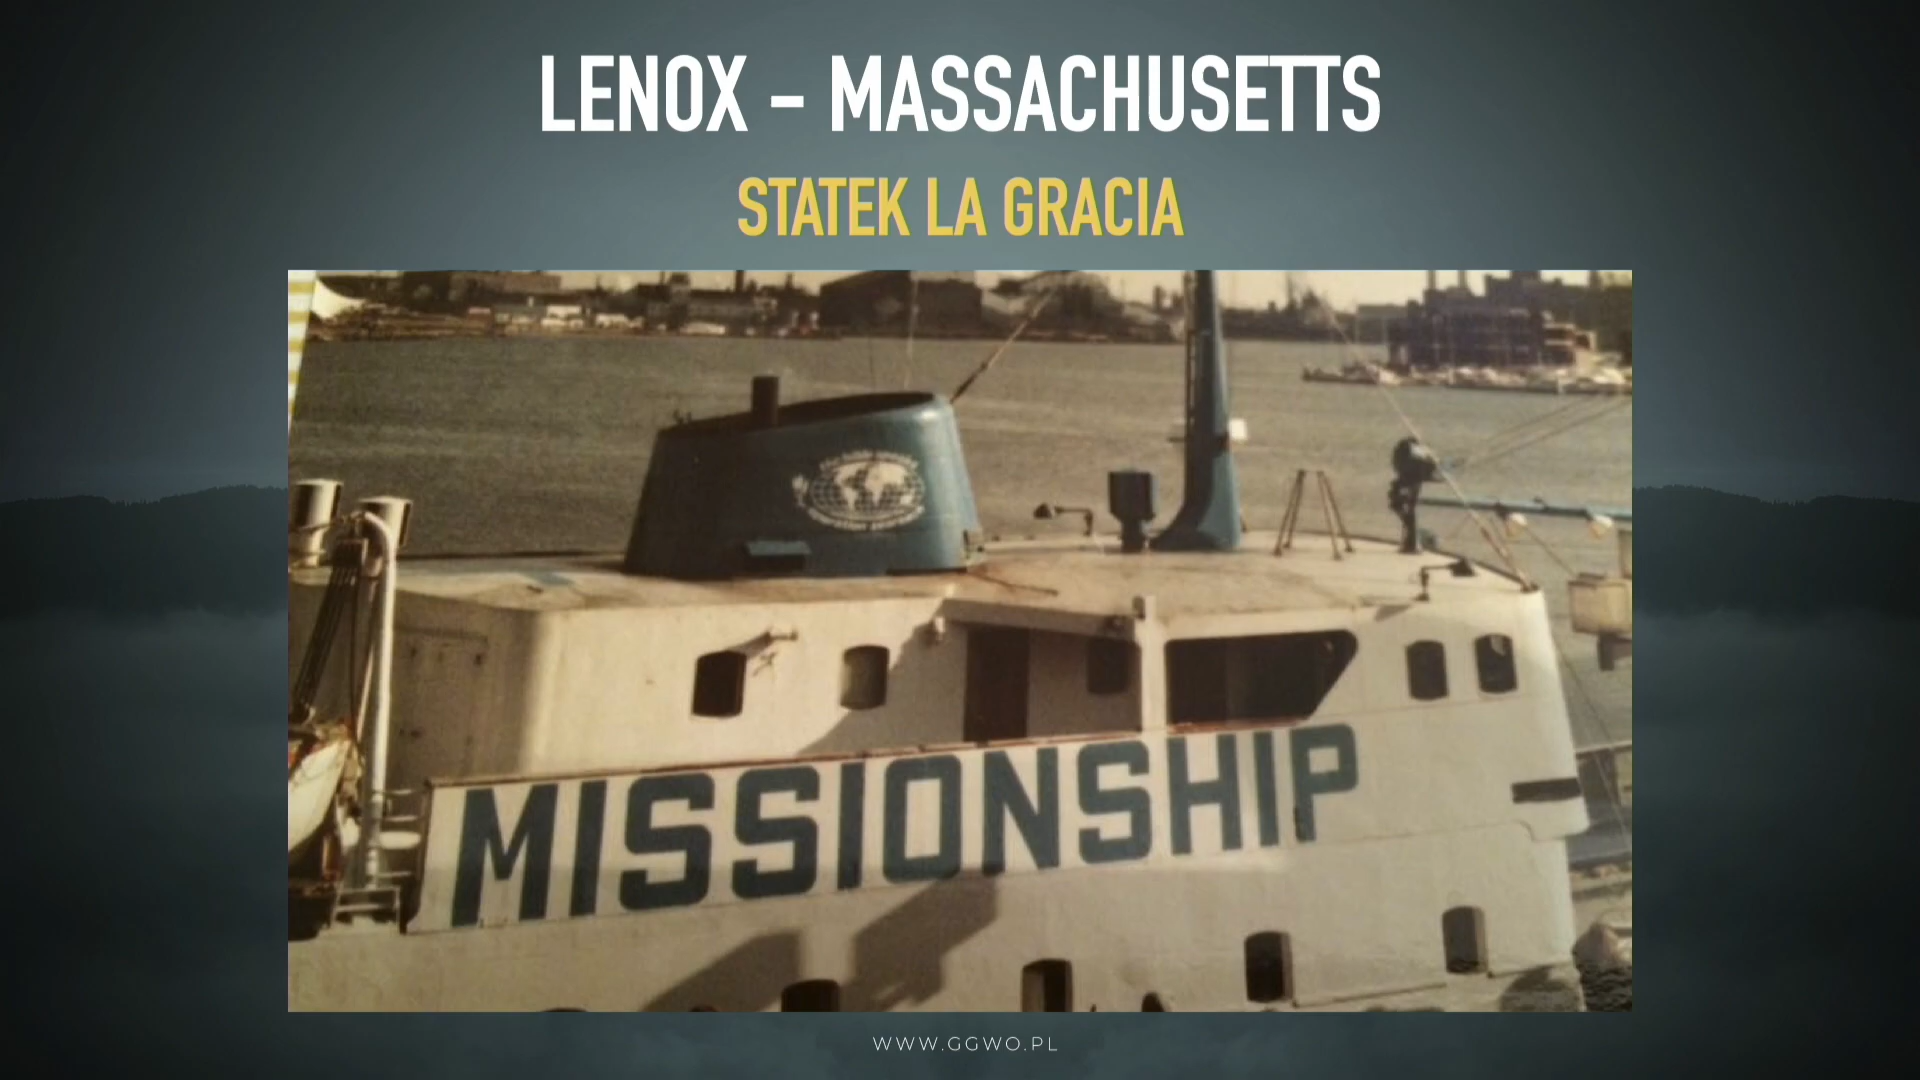 LENOX – MASSACHUSETTS
STATEK LA GRACIA
MISSIONSHIP
WWW.GGWO.PL